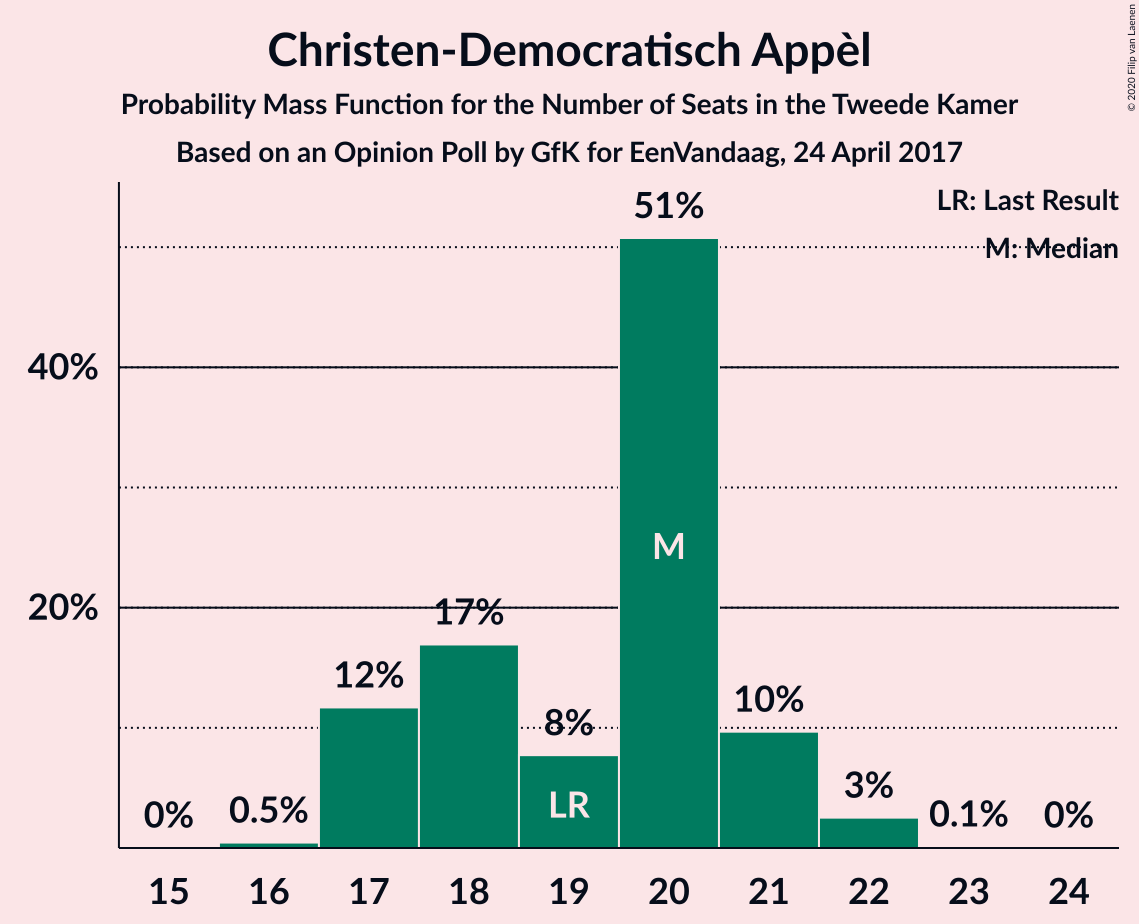 Christen-Democratisch Appèl
Probability Mass Function for the Number of Seats in the Tweede Kamer
Based on an Opinion Poll by GfK for EenVandaag, 24 April 2017
© 2020 Filip van Laenen
LR: Last Result
M: Median
51%
40%
M
20%
17%
12%
10%
8%
3%
LR
0%
0.5%
0.1%
0%
15 16 17 18 19 20 21 22 23 24